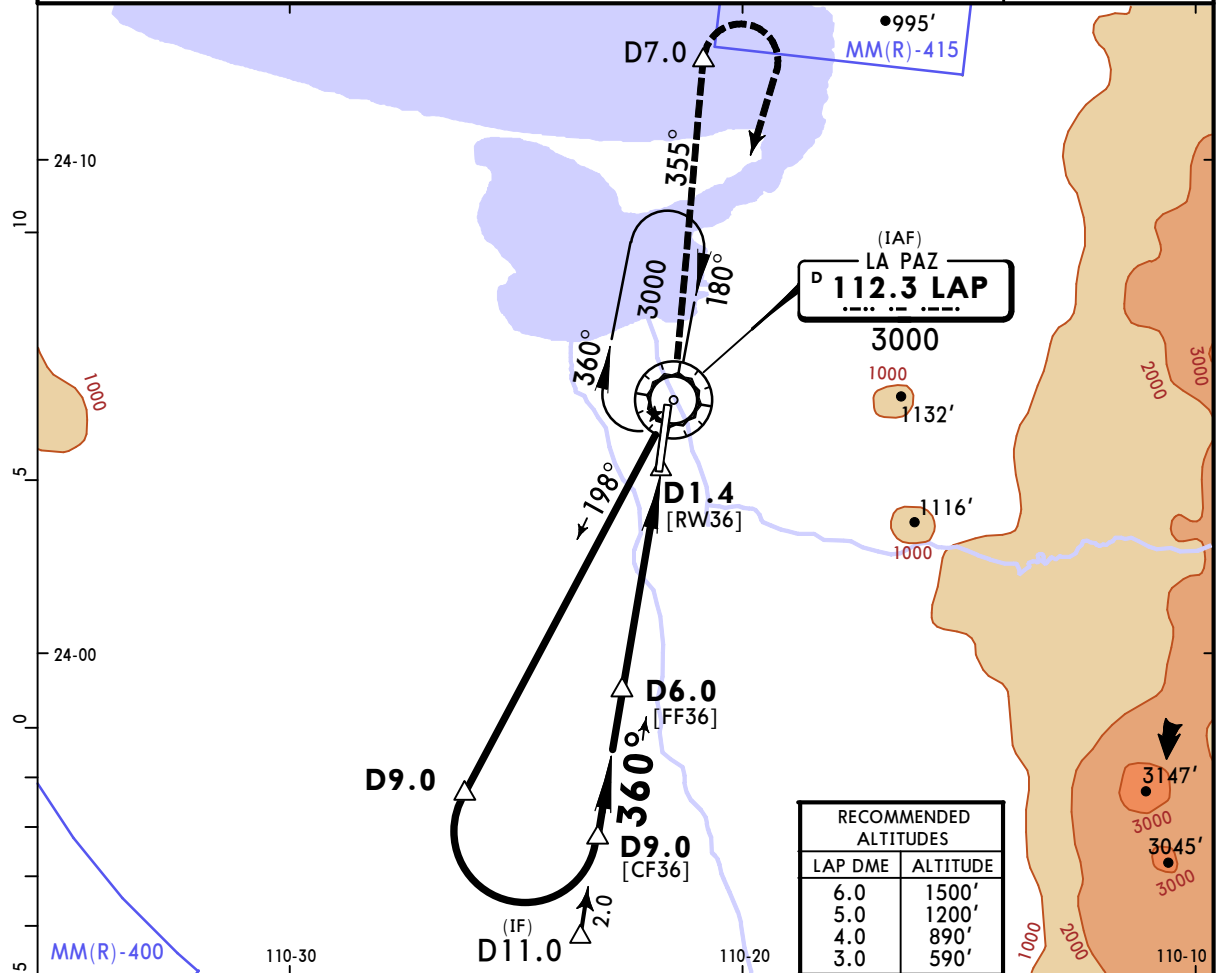 995′
MM(R)-415
D7.0
355°
24-10
10
(IAF)
LA PAZ
D 112.3 LAP
3000
3000
180°
360°
1000
1000
1132′
2000
3000
5
198°
D1.4
[RW36]
1116′
1000
24-00
D6.0
[FF36]
0
360°
D9.0
D9.0
[CF36]
3147′
3000
3045′
3000
RECOMMENDED
ALTITUDES
LAP DME ALTITUDE
6.0 1500′
5.0 1200′
4.0 890′
3.0 590′
2.0
(IF)
D11.0
MM(R)-400
110-30
110-20
110-10
1000
2000
5